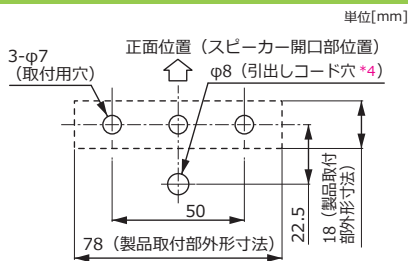 単位[mm]
3-φ7
（取付用穴）
正面位置（スピーカー開口部位置）
φ8（引出しコード穴 *4）
50
78（製品取付部外形寸法）
22.5
18（製品取付
部外形寸法）